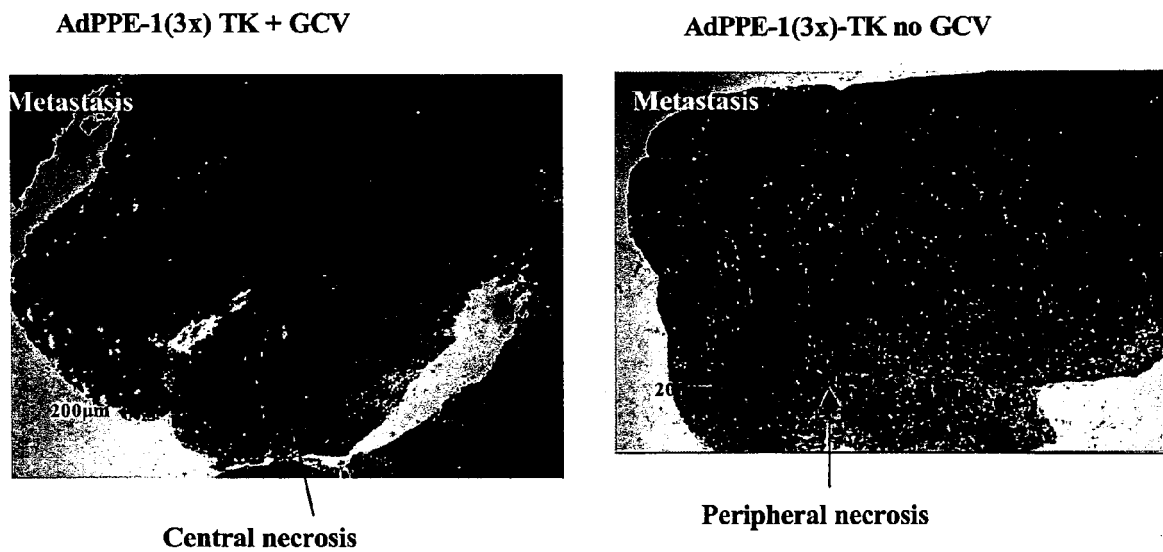 AdPPE-1(3x) TK + GCV
AdPPE-1(3x)-TK no GCV
Metastasis
Metastasis
200μm
Central necrosis
Peripheral necrosis